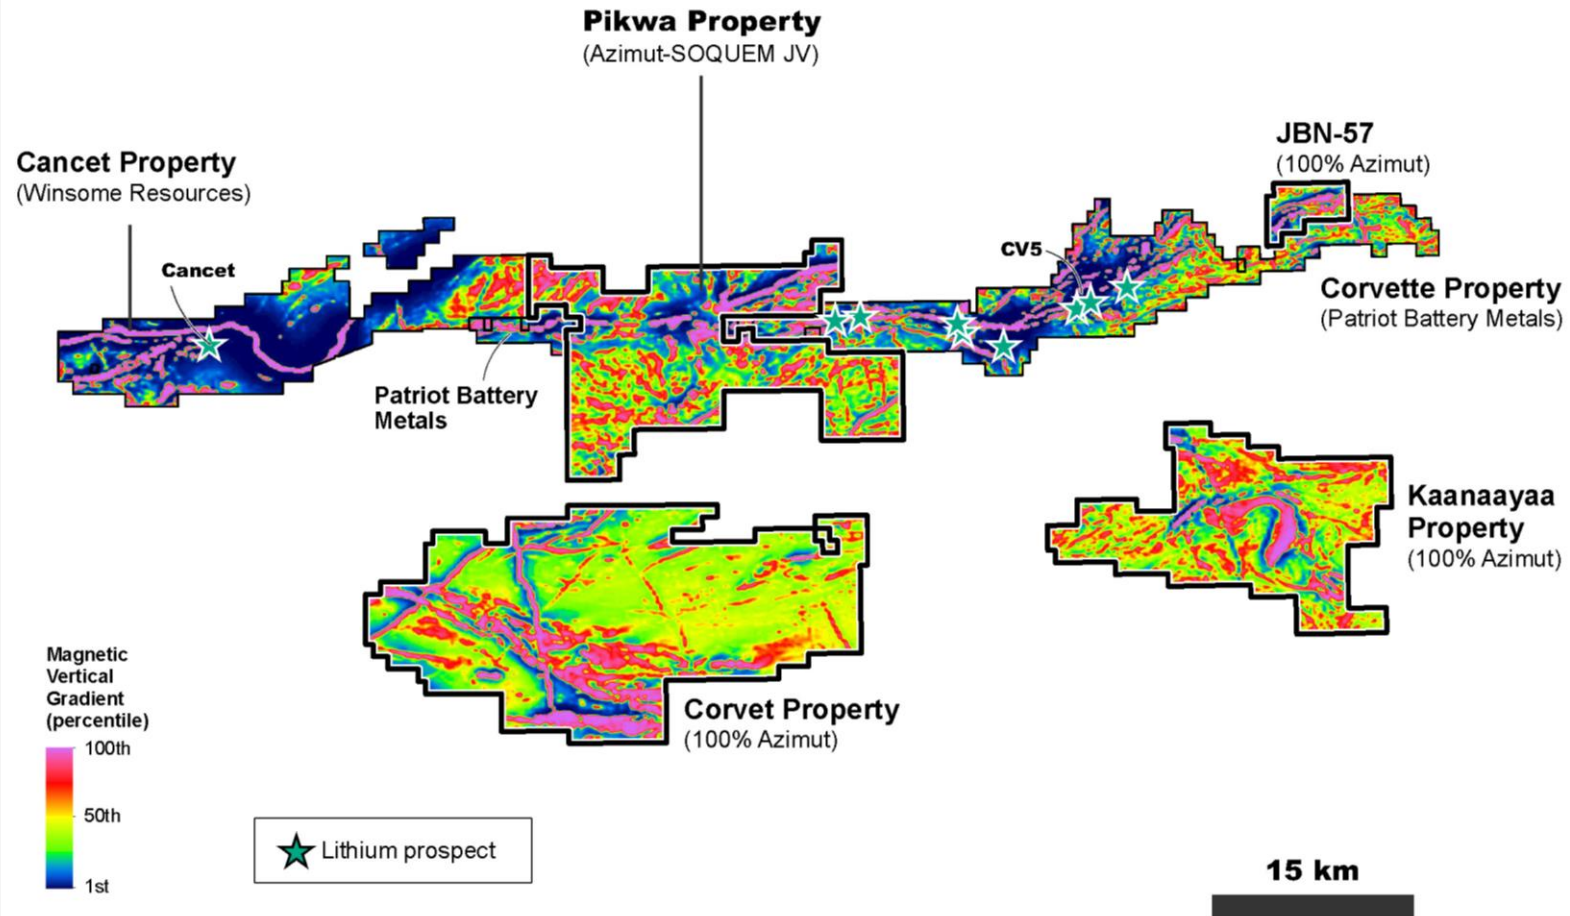 Pikwa Property
(Azimut-SOQUEM JV)
JBN-57
(100% Azimut)
Cancet Property
(Winsome Resources)
Cancet
CV5
Corvette Property
(Patriot Battery Metals)
Patriot Battery
Metals
Kaanaayaa
Property
(100% Azimut)
Corvet Property
(100% Azimut)
Magnetic
Vertical
Gradient
(percentile)
100th
50th
1st
Lithium prospect
15 km